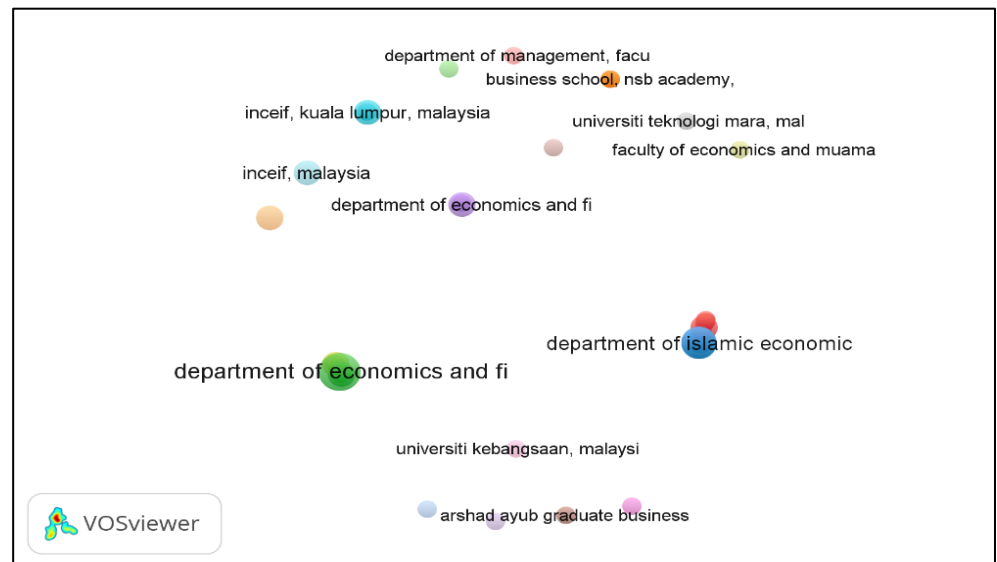 department of management, facu
business school, nsb academy,
inceif, kuala lumpur, malaysia
universiti teknologi mara, mal
faculty of economics and muama
inceif, malaysia
department of economics and fi
department of islamic economic
department of economics and fi
universiti kebangsaan, malaysi
arshad ayub graduate business
VOSviewer